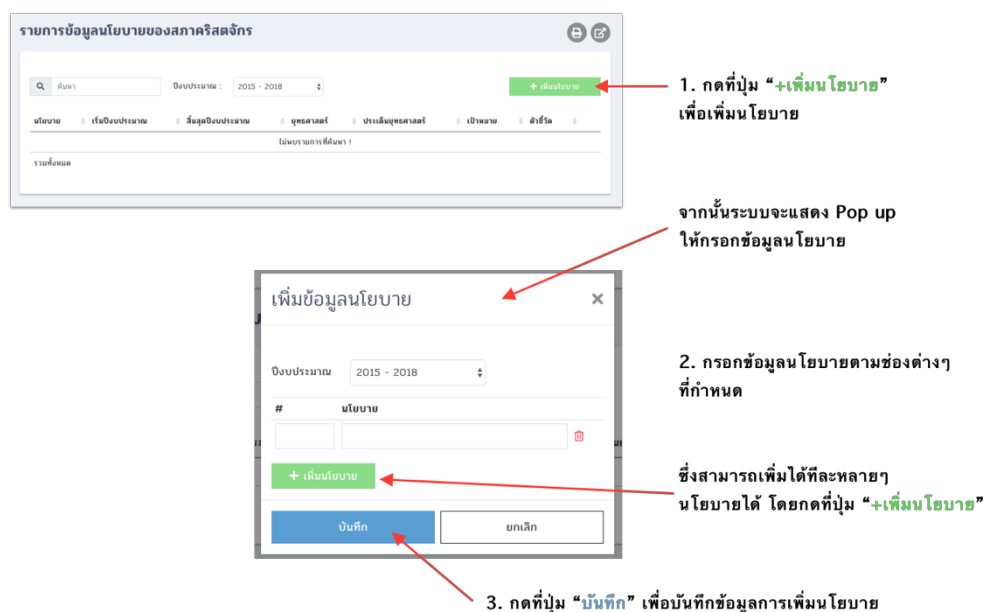 รายการข้อมูลนโยบายของสภาคริสตจักร
ค้นหา
ปีงบประมาณ :
2015 - 2018
+ เพิ่มนโยบาย
นโยบาย เริ่มปีงบประมาณ สิ้นสุดปีงบประมาณ ยุทธศาสตร์ ประเด็นยุทธศาสตร์ เป้าหมาย ตัวชี้วัด
ไม่พบรายการที่ค้นหา !
รวมทั้งหมด
1. กดที่ปุ่ม “+เพิ่มนโยบาย”
เพื่อเพิ่มนโยบาย
จากนั้นระบบจะแสดง Pop up
ให้กรอกข้อมูลนโยบาย
เพิ่มข้อมูลนโยบาย
ปีงบประมาณ 2015 - 2018
# นโยบาย
+ เพิ่มนโยบาย
บันทึก ยกเลิก
2. กรอกข้อมูลนโยบายตามช่องต่างๆ
ที่กำหนด
ซึ่งสามารถเพิ่มได้ทีละหลายๆ
นโยบายได้ โดยกดที่ปุ่ม “+เพิ่มนโยบาย”
3. กดที่ปุ่ม “บันทึก” เพื่อบันทึกข้อมูลการเพิ่มนโยบาย